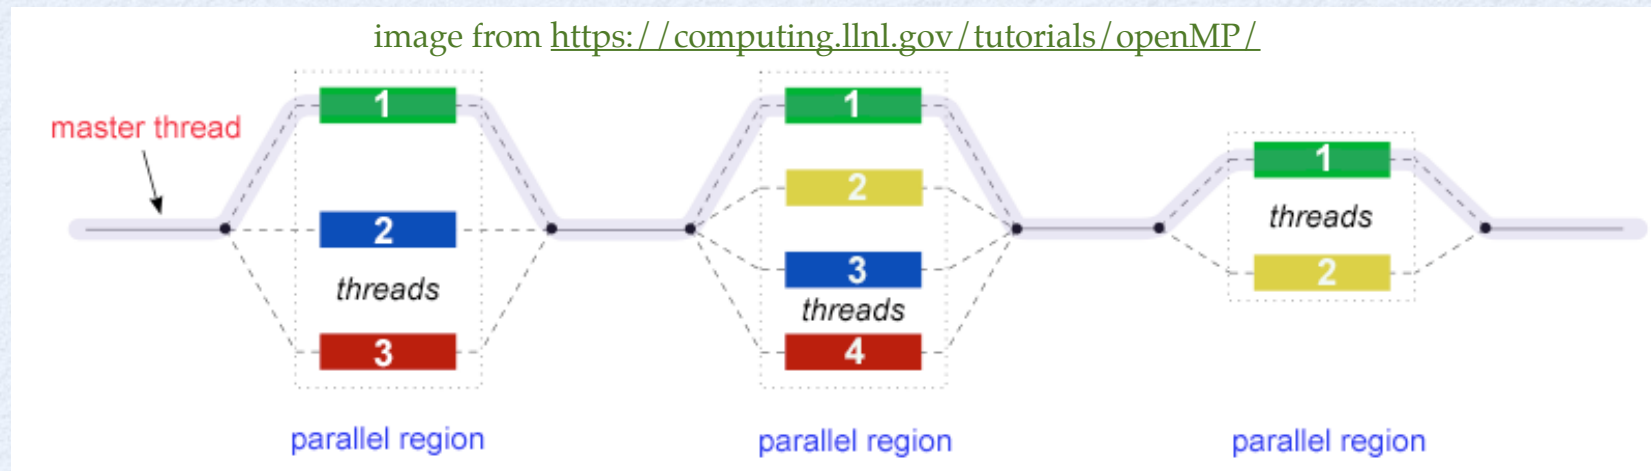 image from https://computing.llnl.gov/tutorials/openMP/
master thread
1
2
threads
3
parallel region
1
2
3
threads
4
parallel region
1
threads
2
parallel region